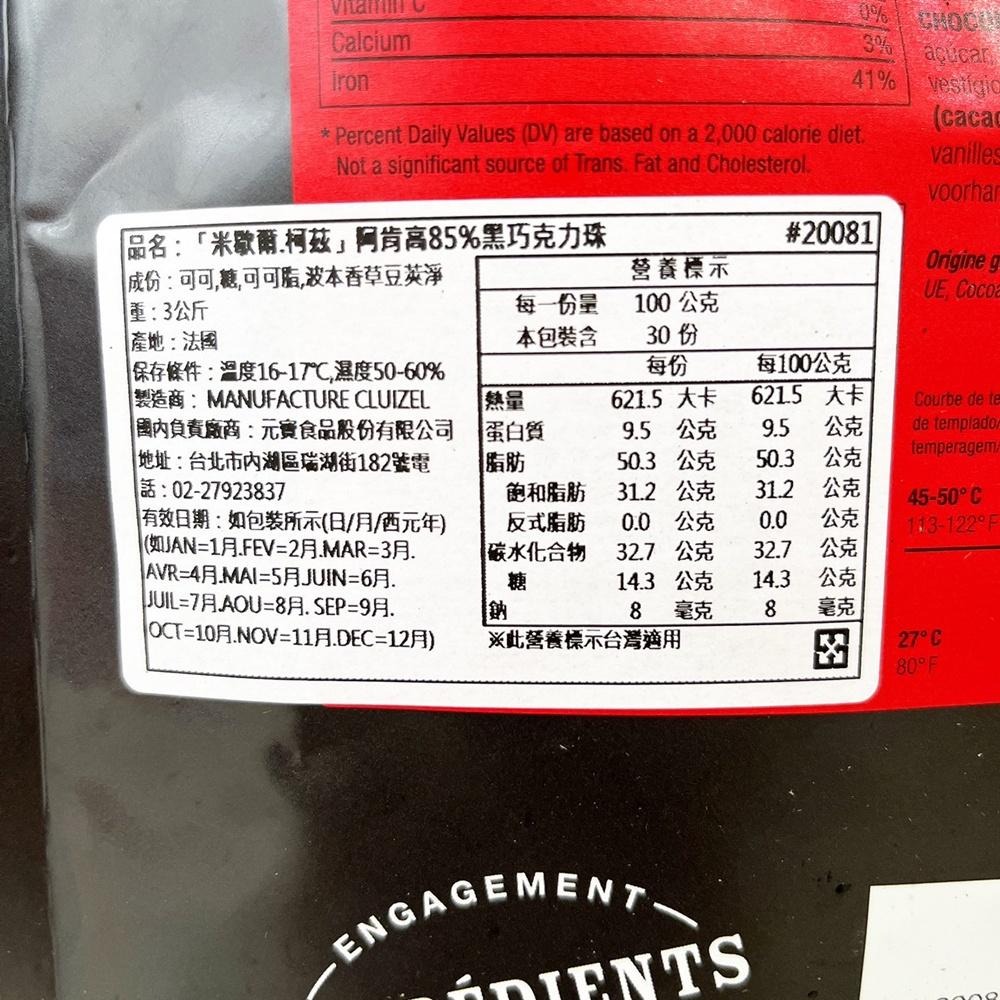 Vitamin C 0%
Calcium 3%
Iron 41%
* Percent Daily Values (DV) are based on a 2,000 calorie diet.
Not a significant source of Trans. Fat and Cholesterol.
açúcar,
(cacao
vanilles
voorhan
Origine g
UE, Cocoa
Courbe de te
de templado/
temperagem/
45-50°C
113-122°F
27°C
80°F
品名：「米歇爾.柯茲」阿肯高85%黑巧克力珠 #20081
成份：可可,糖,可可脂,波本香草豆莢淨
重：3公斤
產地：法國
保存條件：溫度16-17℃,濕度50-60%
製造商：MANUFACTURE CLUIZEL
國內負責廠商：元寶食品股份有限公司
地址：台北市內湖區瑞湖街182號電
話：02-27923837
有效日期：如包裝所示(日/月/西元年)
(如JAN=1月.FEV=2月.MAR=3月.
AVR=4月.MAI=5月.JUIN=6月.
JUIL=7月.AOU=8月. SEP=9月.
OCT=10月.NOV=11月.DEC=12月)
營養標示
每一份量 100 公克
本包裝含 30 份
每份 每100公克
熱量 621.5 大卡 621.5 大卡
蛋白質 9.5 公克 9.5 公克
脂肪 50.3 公克 50.3 公克
飽和脂肪 31.2 公克 31.2 公克
反式脂肪 0.0 公克 0.0 公克
碳水化合物 32.7 公克 32.7 公克
糖 14.3 公克 14.3 公克
鈉 8 毫克 8 毫克
※此營養標示台灣適用
ENGAGEMENT
RÉDIENTS